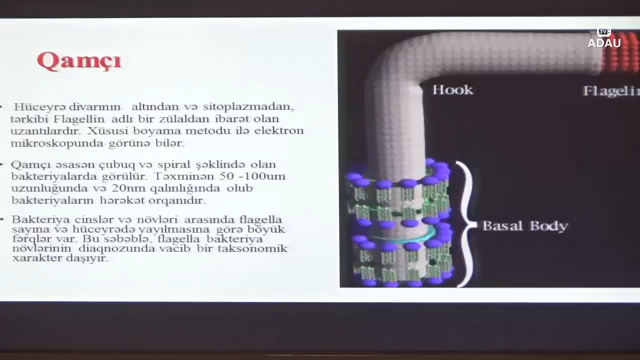 TV
ADAU
Qamçı
• Hüceyrə divarının altından və sitoplazmadan,
tərkibi Flagellin adlı bir zülaldan ibarət olan
uzantılardır. Xüsusi boyama metodu ilə elektron
mikroskopunda görünə bilər.
• Qamçı əsasən çubuq və spiral şəklində olan
bakteriyalarda görülür. Təxminən 50 -100um
uzunluğunda və 20nm qalınlığında olub
bakteriyaların hərəkət orqanıdır.
• Bakteriya cinslər və növləri arasında flagella
sayına və hüceyrədə yayılmasına görə böyük
fərqlər var. Bu səbəblə, flagella bakteriya
növlərinin diaqnozunda vacib bir taksonomik
xarakter daşıyır.
Hook
Flagelin
Basal Body